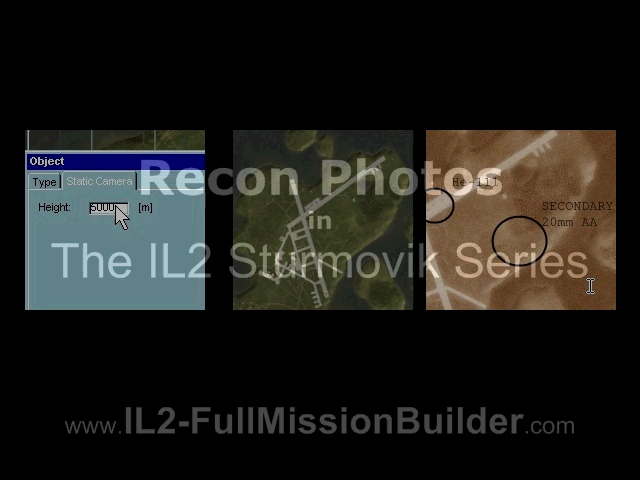 Object
Type Static Camera
Height: 5000 [m]
Recon Photos
in
The IL2 Sturmovik Series
He-111
SECONDARY
20mm AA
www.IL2-FullMissionBuilder.com